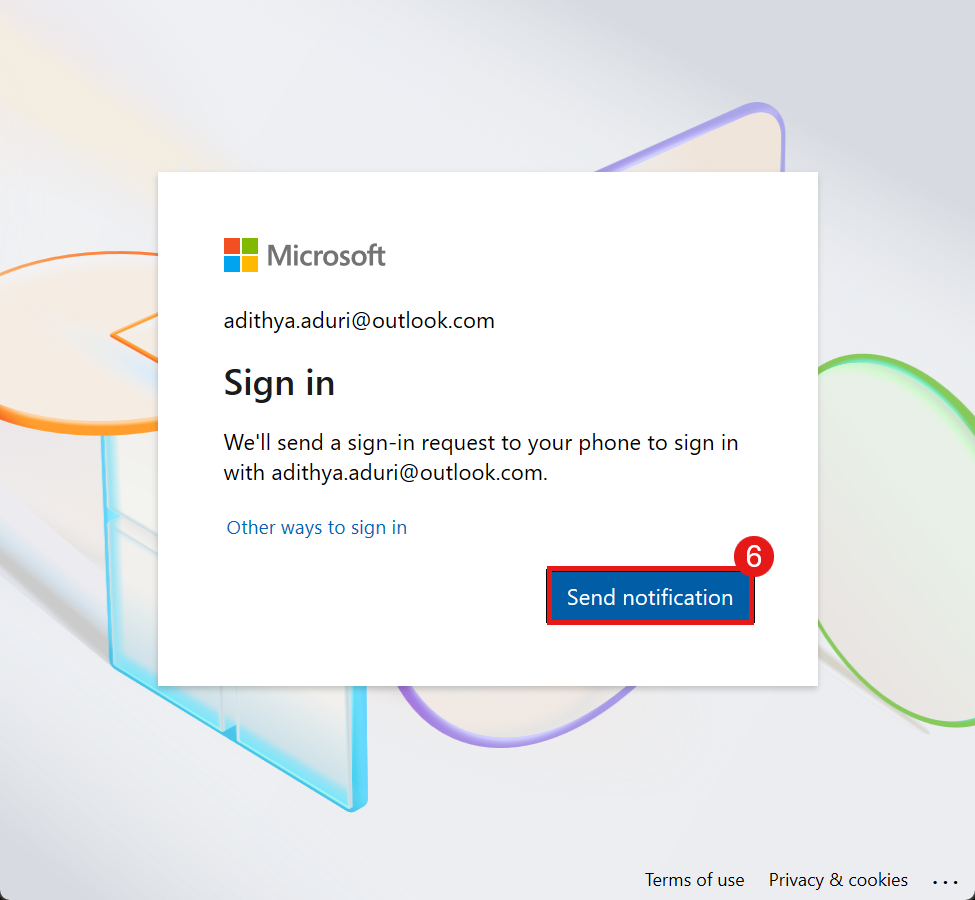 Microsoft
adithya.aduri@outlook.com
Sign in
We'll send a sign-in request to your phone to sign in
with adithya.aduri@outlook.com.
Other ways to sign in
6
Send notification
Terms of use Privacy & cookies ...